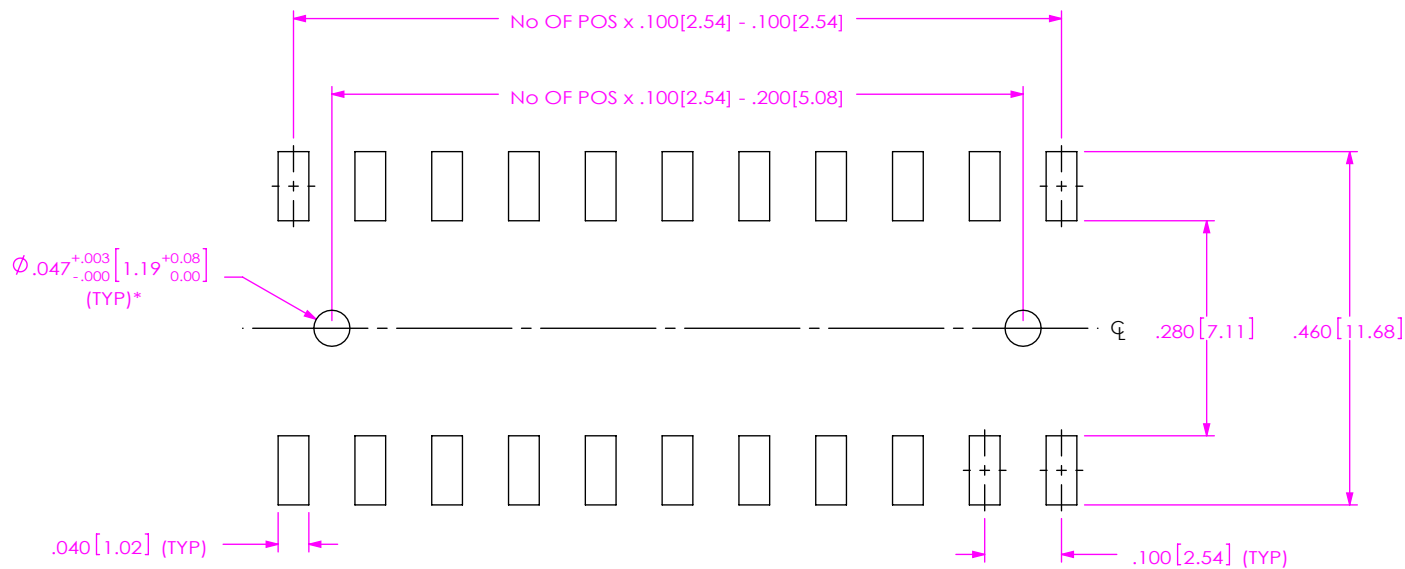 No OF POS x .100[2.54] - .100[2.54]
No OF POS x .100[2.54] - .200[5.08]
Ø.047 +.003 -.000 [1.19 +0.08 0.00]
(TYP)*
℄
.280[7.11]
.460[11.68]
.040[1.02] (TYP)
.100[2.54] (TYP)